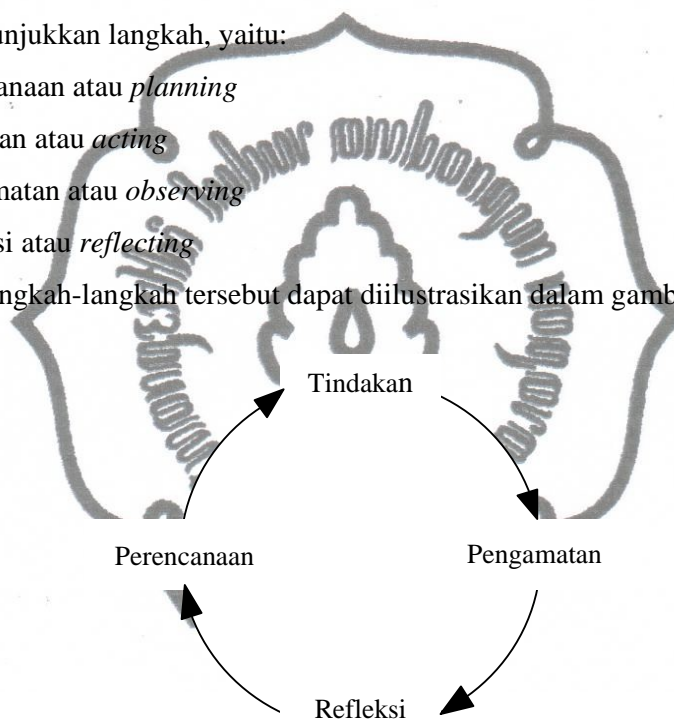 unjukkan langkah, yaitu:
anaan atau planning
an atau acting
natan atau observing
si atau reflecting
ngkah-langkah tersebut dapat diilustrasikan dalam gamb
Tindakan
Perencanaan
Pengamatan
Refleksi